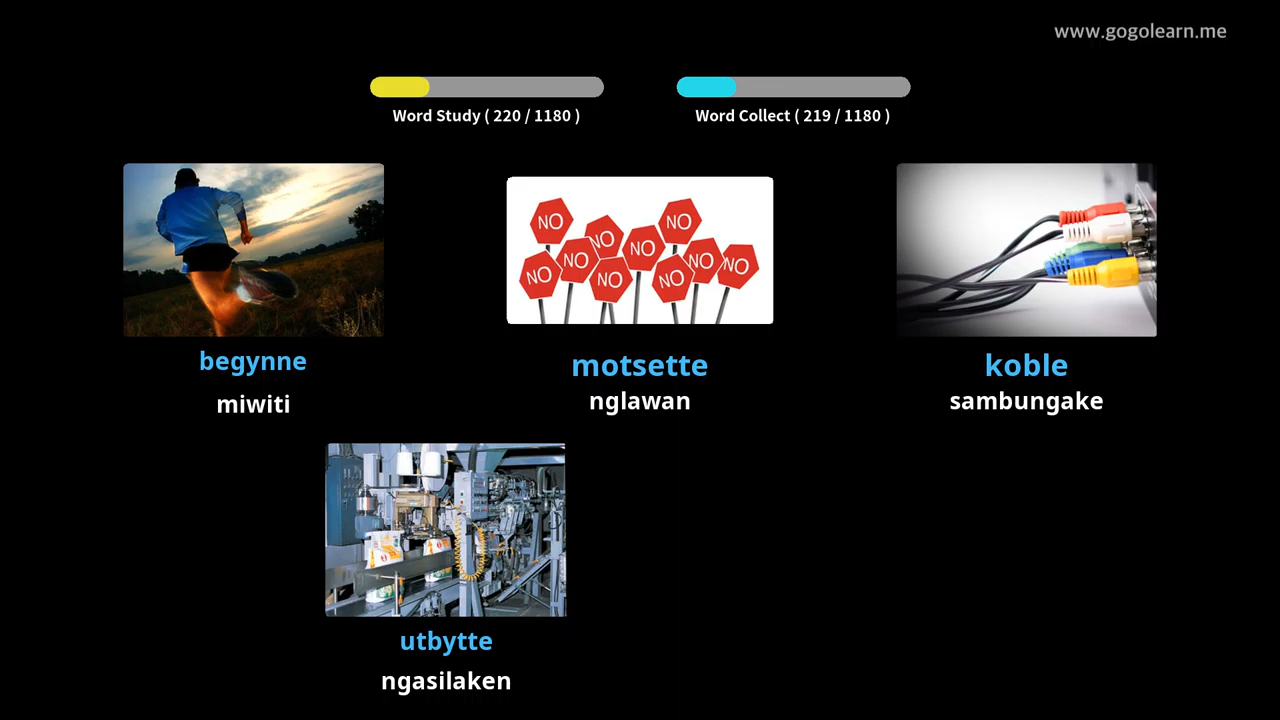 www.gogolearn.me
Word Study ( 220 / 1180 )
Word Collect ( 219 / 1180 )
NO
NO
NO
NO
NO
NO
NO
NO
NO
NO
begynne
miwiti
motsette
nglawan
koble
sambungake
utbytte
ngasilaken